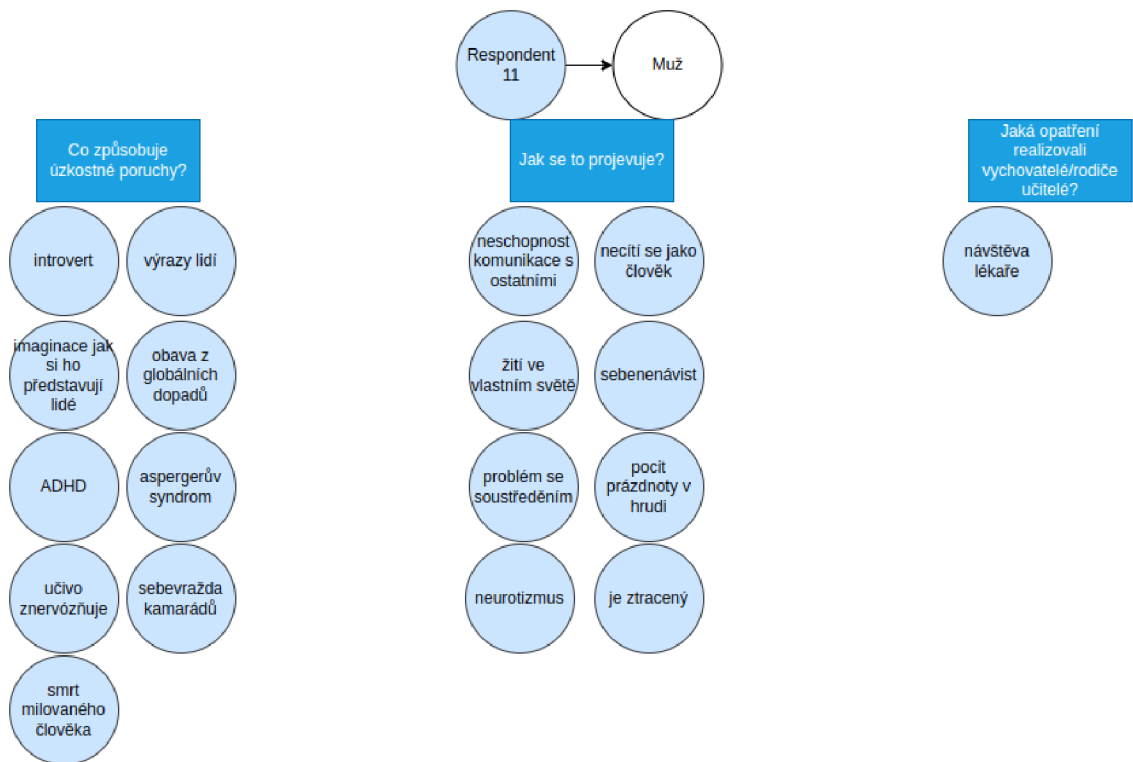 Respondent
11
Muž
Co způsobuje
úzkostné poruchy?
Jak se to projevuje?
Jaká opatření
realizovali
vychovatelé/rodiče
učitelé?
introvert
výrazy lidí
neschopnost
komunikace s
ostatními
necítí se jako
člověk
návštěva
lékaře
imaginace jak
si ho
představují
lidé
obava z
globálních
dopadů
žití ve
vlastním světě
sebenenávist
ADHD
aspergerův
syndrom
problém se
soustředěním
pocit
prázdnoty v
hrudi
učivo
znervózňuje
sebevražda
kamarádů
neurotizmus
je ztracený
smrt
milovaného
člověka